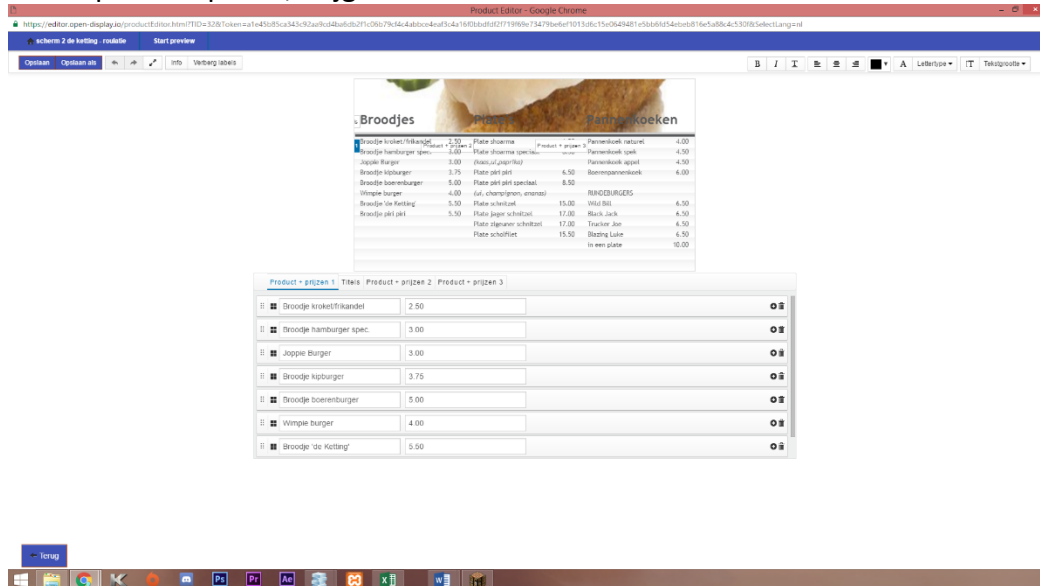 Product Editor - Google Chrome
scherm 2 de ketting - roulatie Start preview
Opslaan Opslaan als Info Verberg labels B I I A Lettertype T Tekstgrootte
Broodjes
Broodje kroket/frikandel 2.50 Plate shoarma Pannenkoek naturel 4.00
Product + prijzen 2 Product + prijzen 3
Broodje hamburger spec. 3.00 Plate shoarma speciaal Pannenkoek spek 4.50
Joppie Burger 3.00 (kaas,ui,paprika) Pannenkoek appel 4.50
Broodje kipburger 3.75 Plate piri piri 6.50 Boerenpannenkoek 6.00
Broodje boerenburger 5.00 Plate piri piri speciaal 8.50
Wimpie burger 4.00 (ui, champignon, ananas) RUNDEBURGERS
Broodje 'de Ketting' 5.50 Plate schnitzel 15.00 Wild Bill 6.50
Broodje piri piri 5.50 Plate jager schnitzel 17.00 Black Jack 6.50
Plate zigeuner schnitzel 17.00 Trucker Joe 6.50
Plate scholfilet 15.50 Blazing Luke 6.50
in een plate 10.00
Product + prijzen 1 Titels Product + prijzen 2 Product + prijzen 3
Broodje kroket/frikandel 2.50
Broodje hamburger spec. 3.00
Joppie Burger 3.00
Broodje kipburger 3.75
Broodje boerenburger 5.00
Wimpie burger 4.00
Broodje 'de Ketting' 5.50
← Terug
Ps Pr Ae